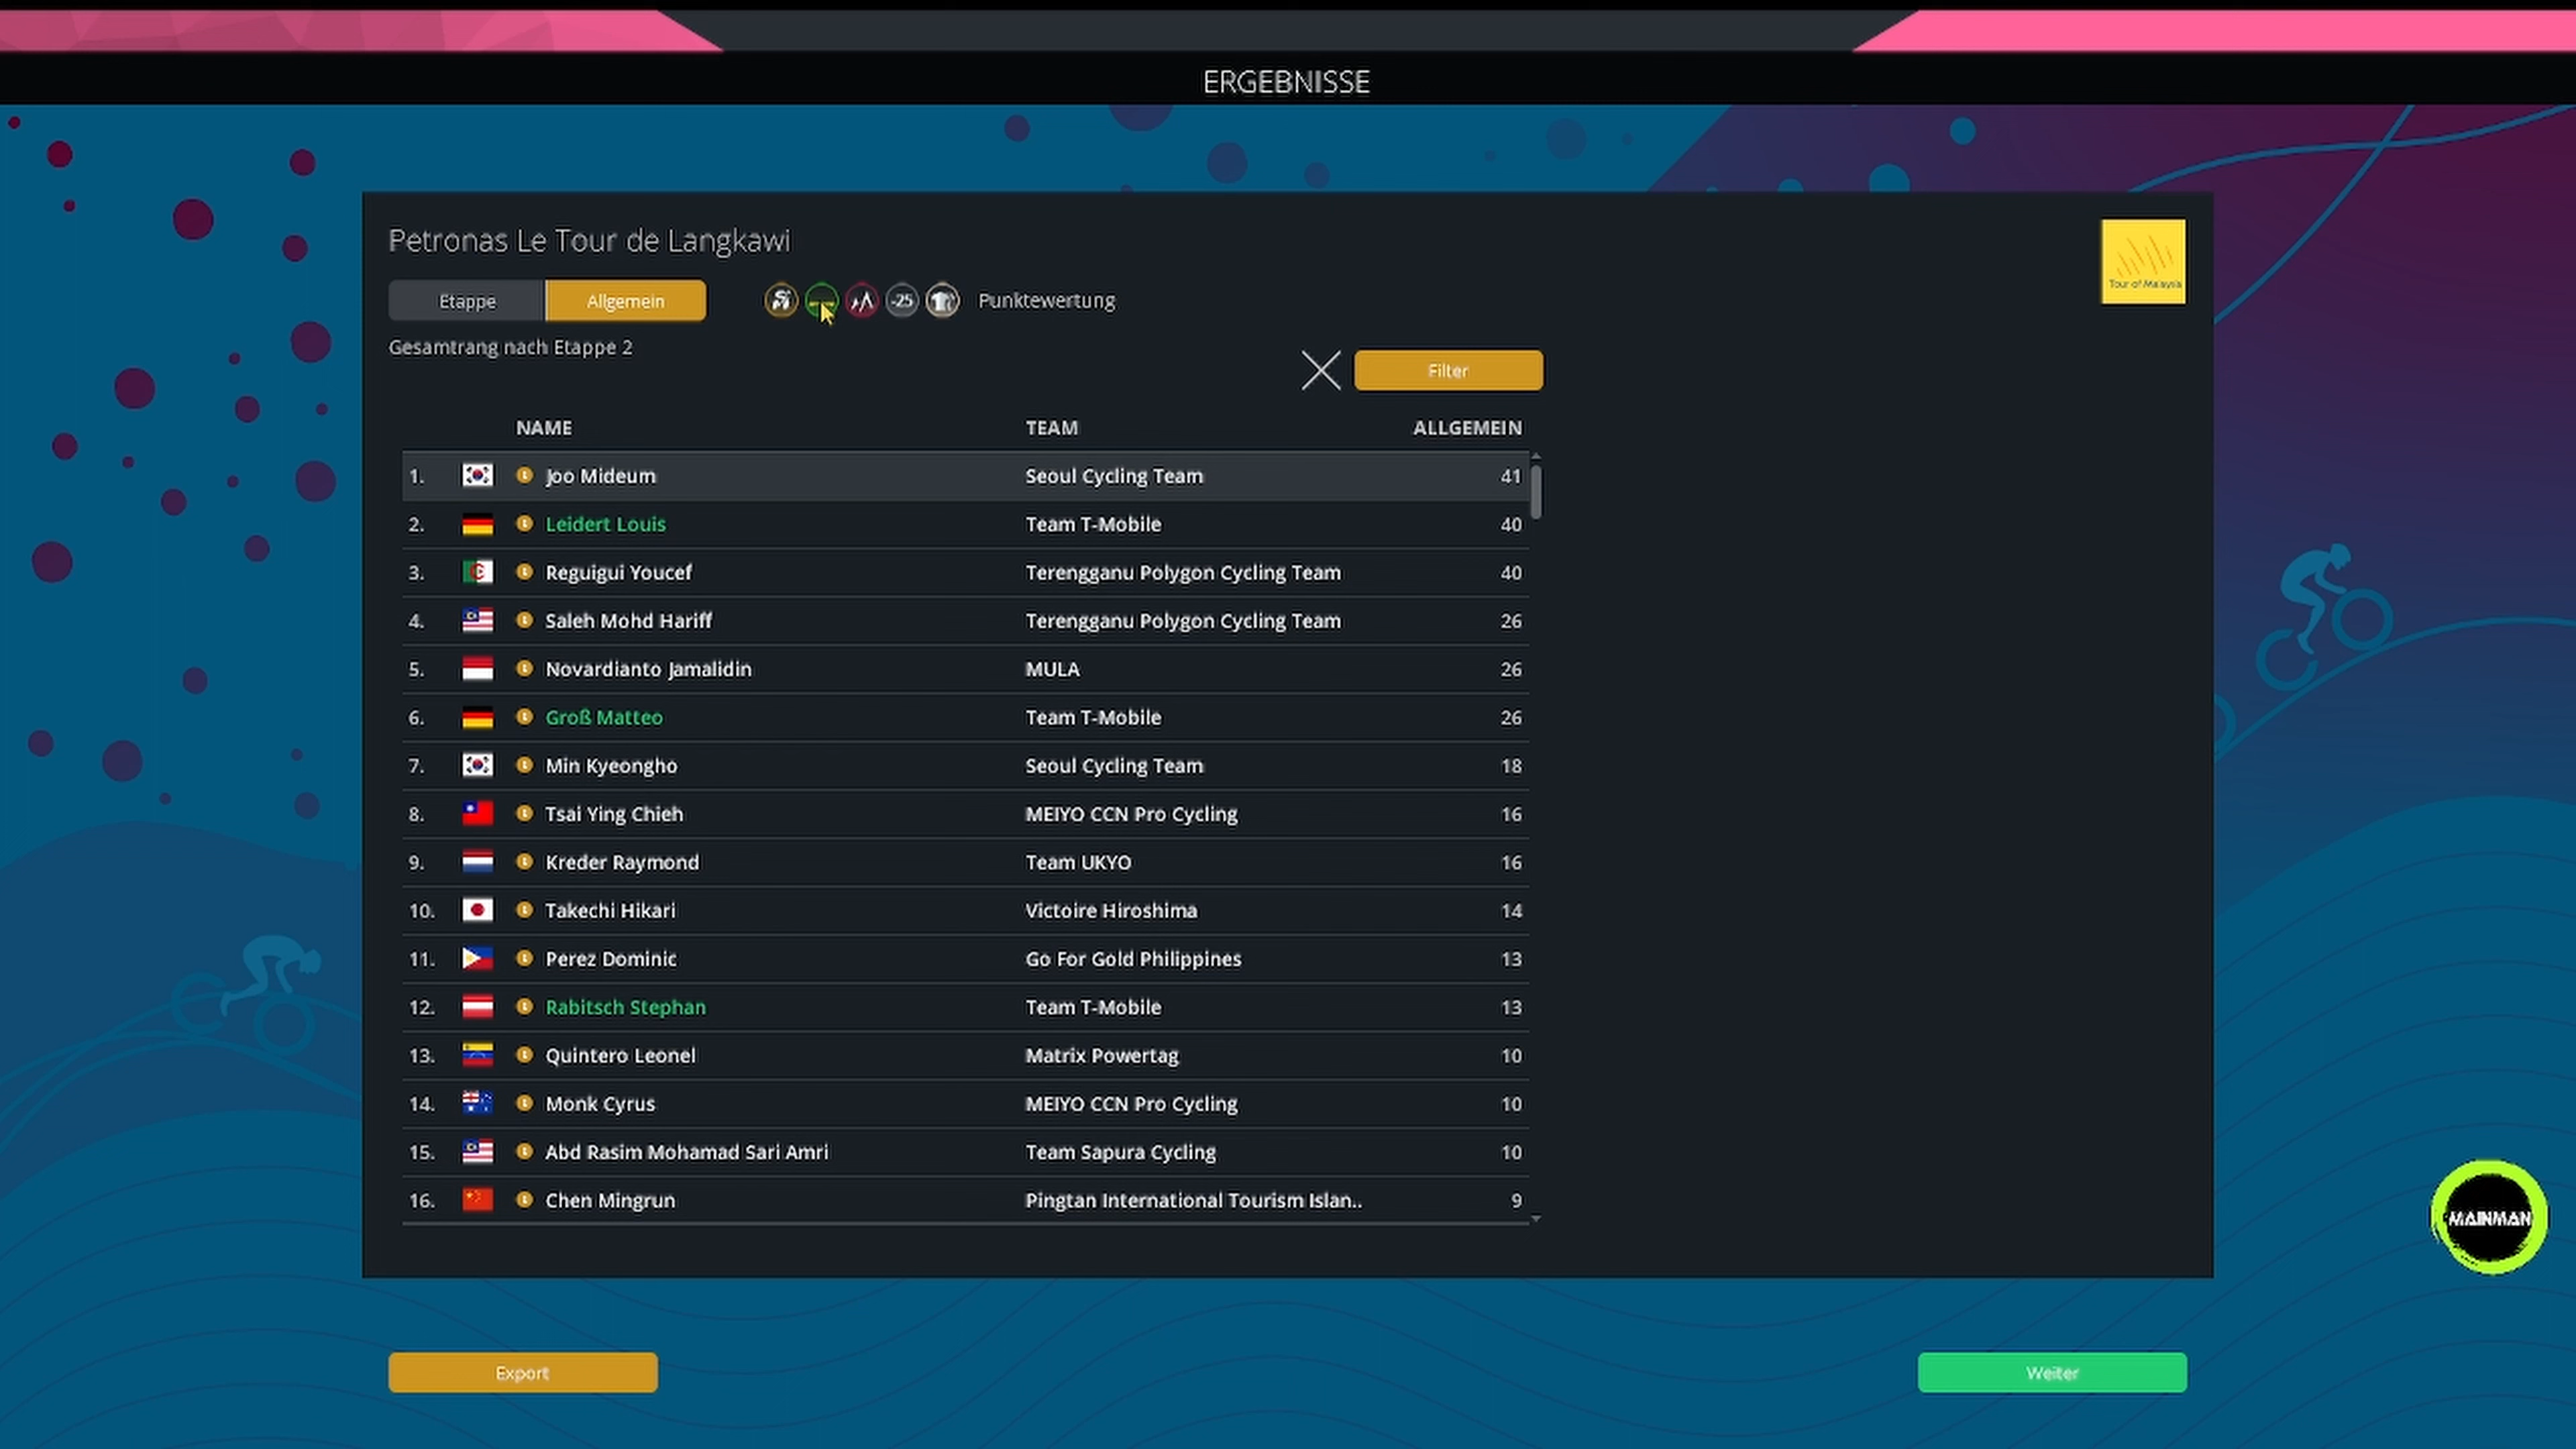 ERGEBNISSE
Petronas Le Tour de Langkawi
Tour of Malaysia
Etappe Allgemein -25 Punktewertung
Gesamtrang nach Etappe 2
Filter
NAME TEAM ALLGEMEIN
1. Joo Mideum Seoul Cycling Team 41
2. Leidert Louis Team T-Mobile 40
3. Reguigui Youcef Terengganu Polygon Cycling Team 40
4. Saleh Mohd Hariff Terengganu Polygon Cycling Team 26
5. Novardianto Jamalidin MULA 26
6. Groß Matteo Team T-Mobile 26
7. Min Kyeongho Seoul Cycling Team 18
8. Tsai Ying Chieh MEIYO CCN Pro Cycling 16
9. Kreder Raymond Team UKYO 16
10. Takechi Hikari Victoire Hiroshima 14
11. Perez Dominic Go For Gold Philippines 13
12. Rabitsch Stephan Team T-Mobile 13
13. Quintero Leonel Matrix Powertag 10
14. Monk Cyrus MEIYO CCN Pro Cycling 10
15. Abd Rasim Mohamad Sari Amri Team Sapura Cycling 10
16. Chen Mingrun Pingtan International Tourism Islan.. 9
MAINMAN
Export Weiter